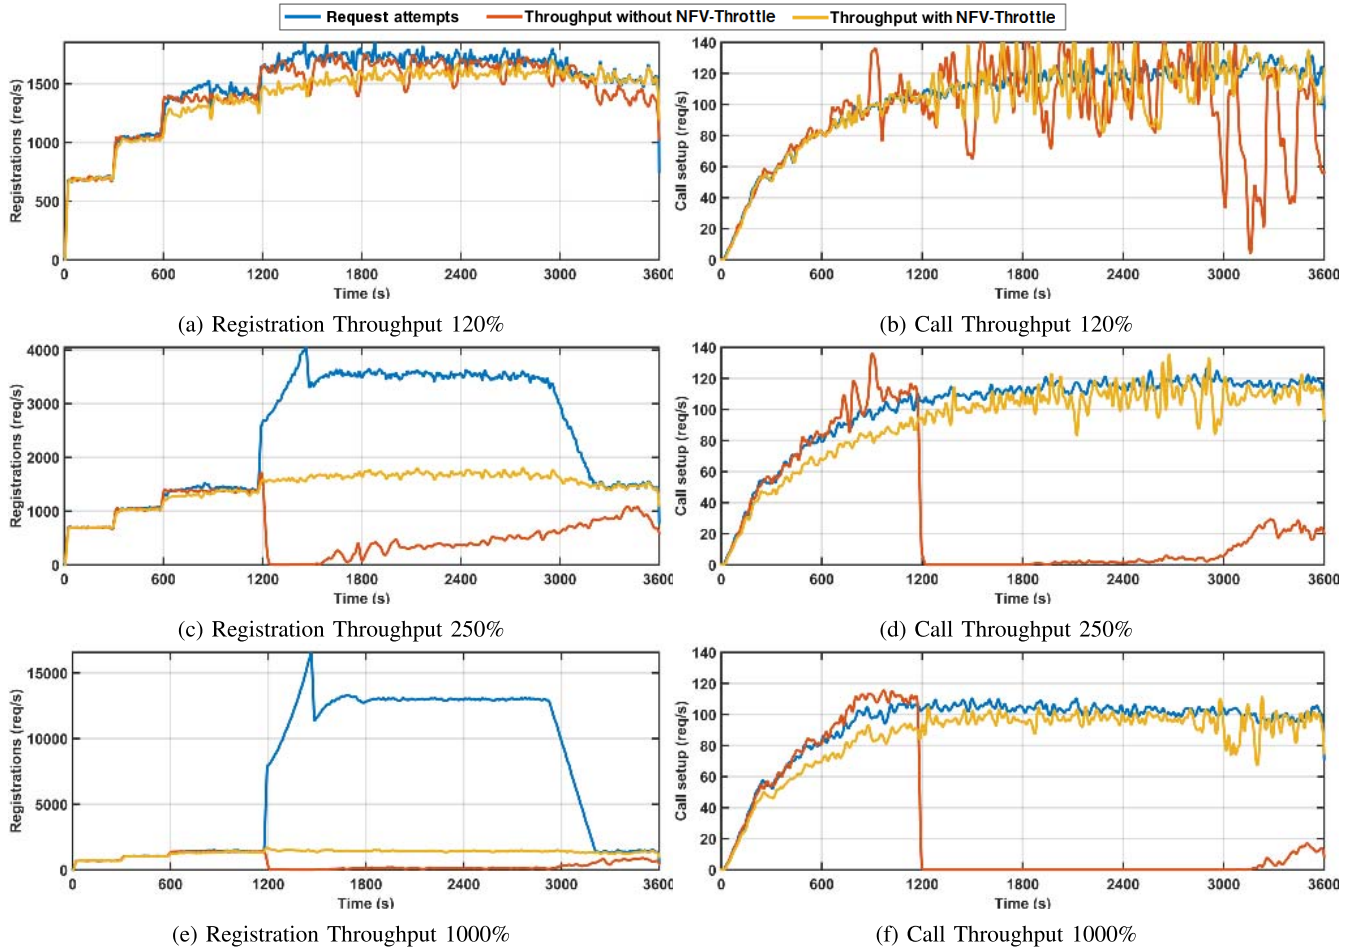 Request attempts Throughput without NFV-Throttle Throughput with NFV-Throttle
Registrations (req/s)
1500
1000
500
0
0 600 1200 1800 2400 3000 3600
Time (s)
(a) Registration Throughput 120%
Call setup (req/s)
140
120
100
80
60
40
20
0
0 600 1200 1800 2400 3000 3600
Time (s)
(b) Call Throughput 120%
Registrations (req/s)
4000
3000
2000
1000
0
0 600 1200 1800 2400 3000 3600
Time (s)
(c) Registration Throughput 250%
Call setup (req/s)
140
120
100
80
60
40
20
0
0 600 1200 1800 2400 3000 3600
Time (s)
(d) Call Throughput 250%
Registrations (req/s)
15000
10000
5000
0
0 600 1200 1800 2400 3000 3600
Time (s)
(e) Registration Throughput 1000%
Call setup (req/s)
140
120
100
80
60
40
20
0
0 600 1200 1800 2400 3000 3600
Time (s)
(f) Call Throughput 1000%